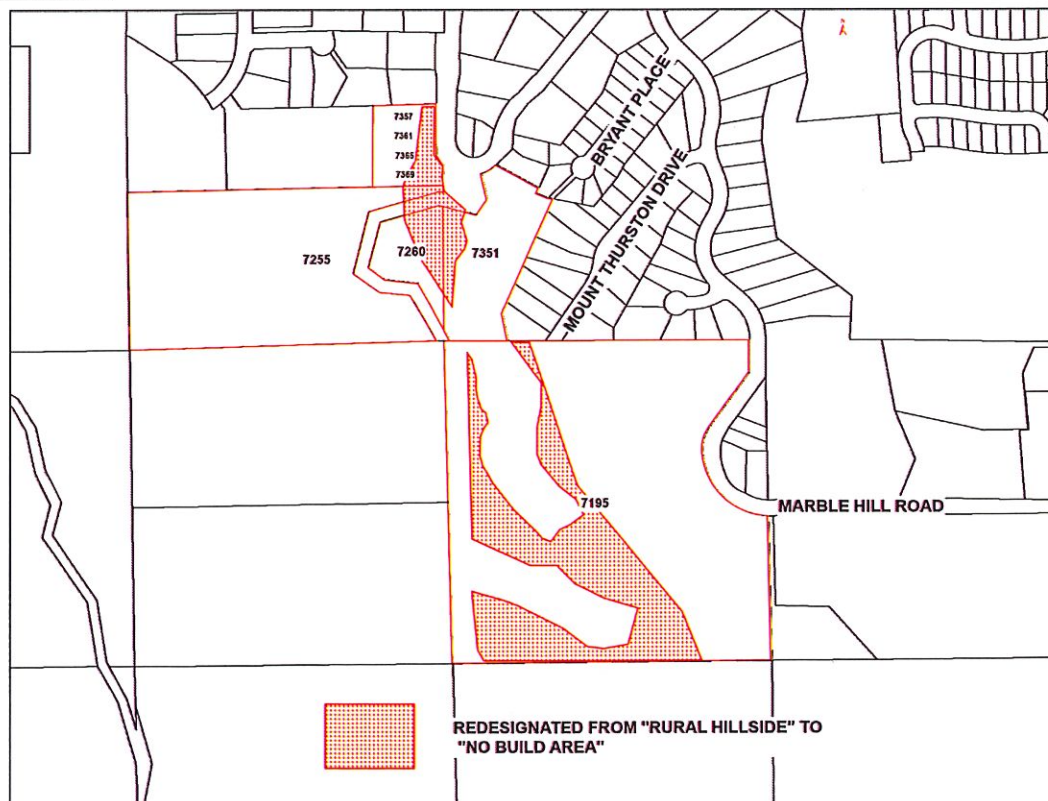 BRYANT PLACE
7357
7361
7365
7369
MOUNT THURSTON DRIVE
7255
7260
7351
7195
MARBLE HILL ROAD
REDESIGNATED FROM "RURAL HILLSIDE" TO
"NO BUILD AREA"